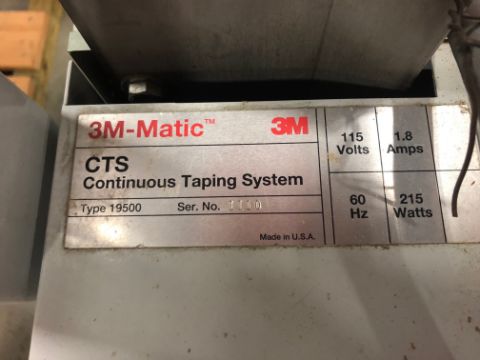 3M-Matic™ 3M
CTS
Continuous Taping System
Type 19500 Ser. No.
Made in U.S.A.
115 Volts
1.8 Amps
60 Hz
215 Watts